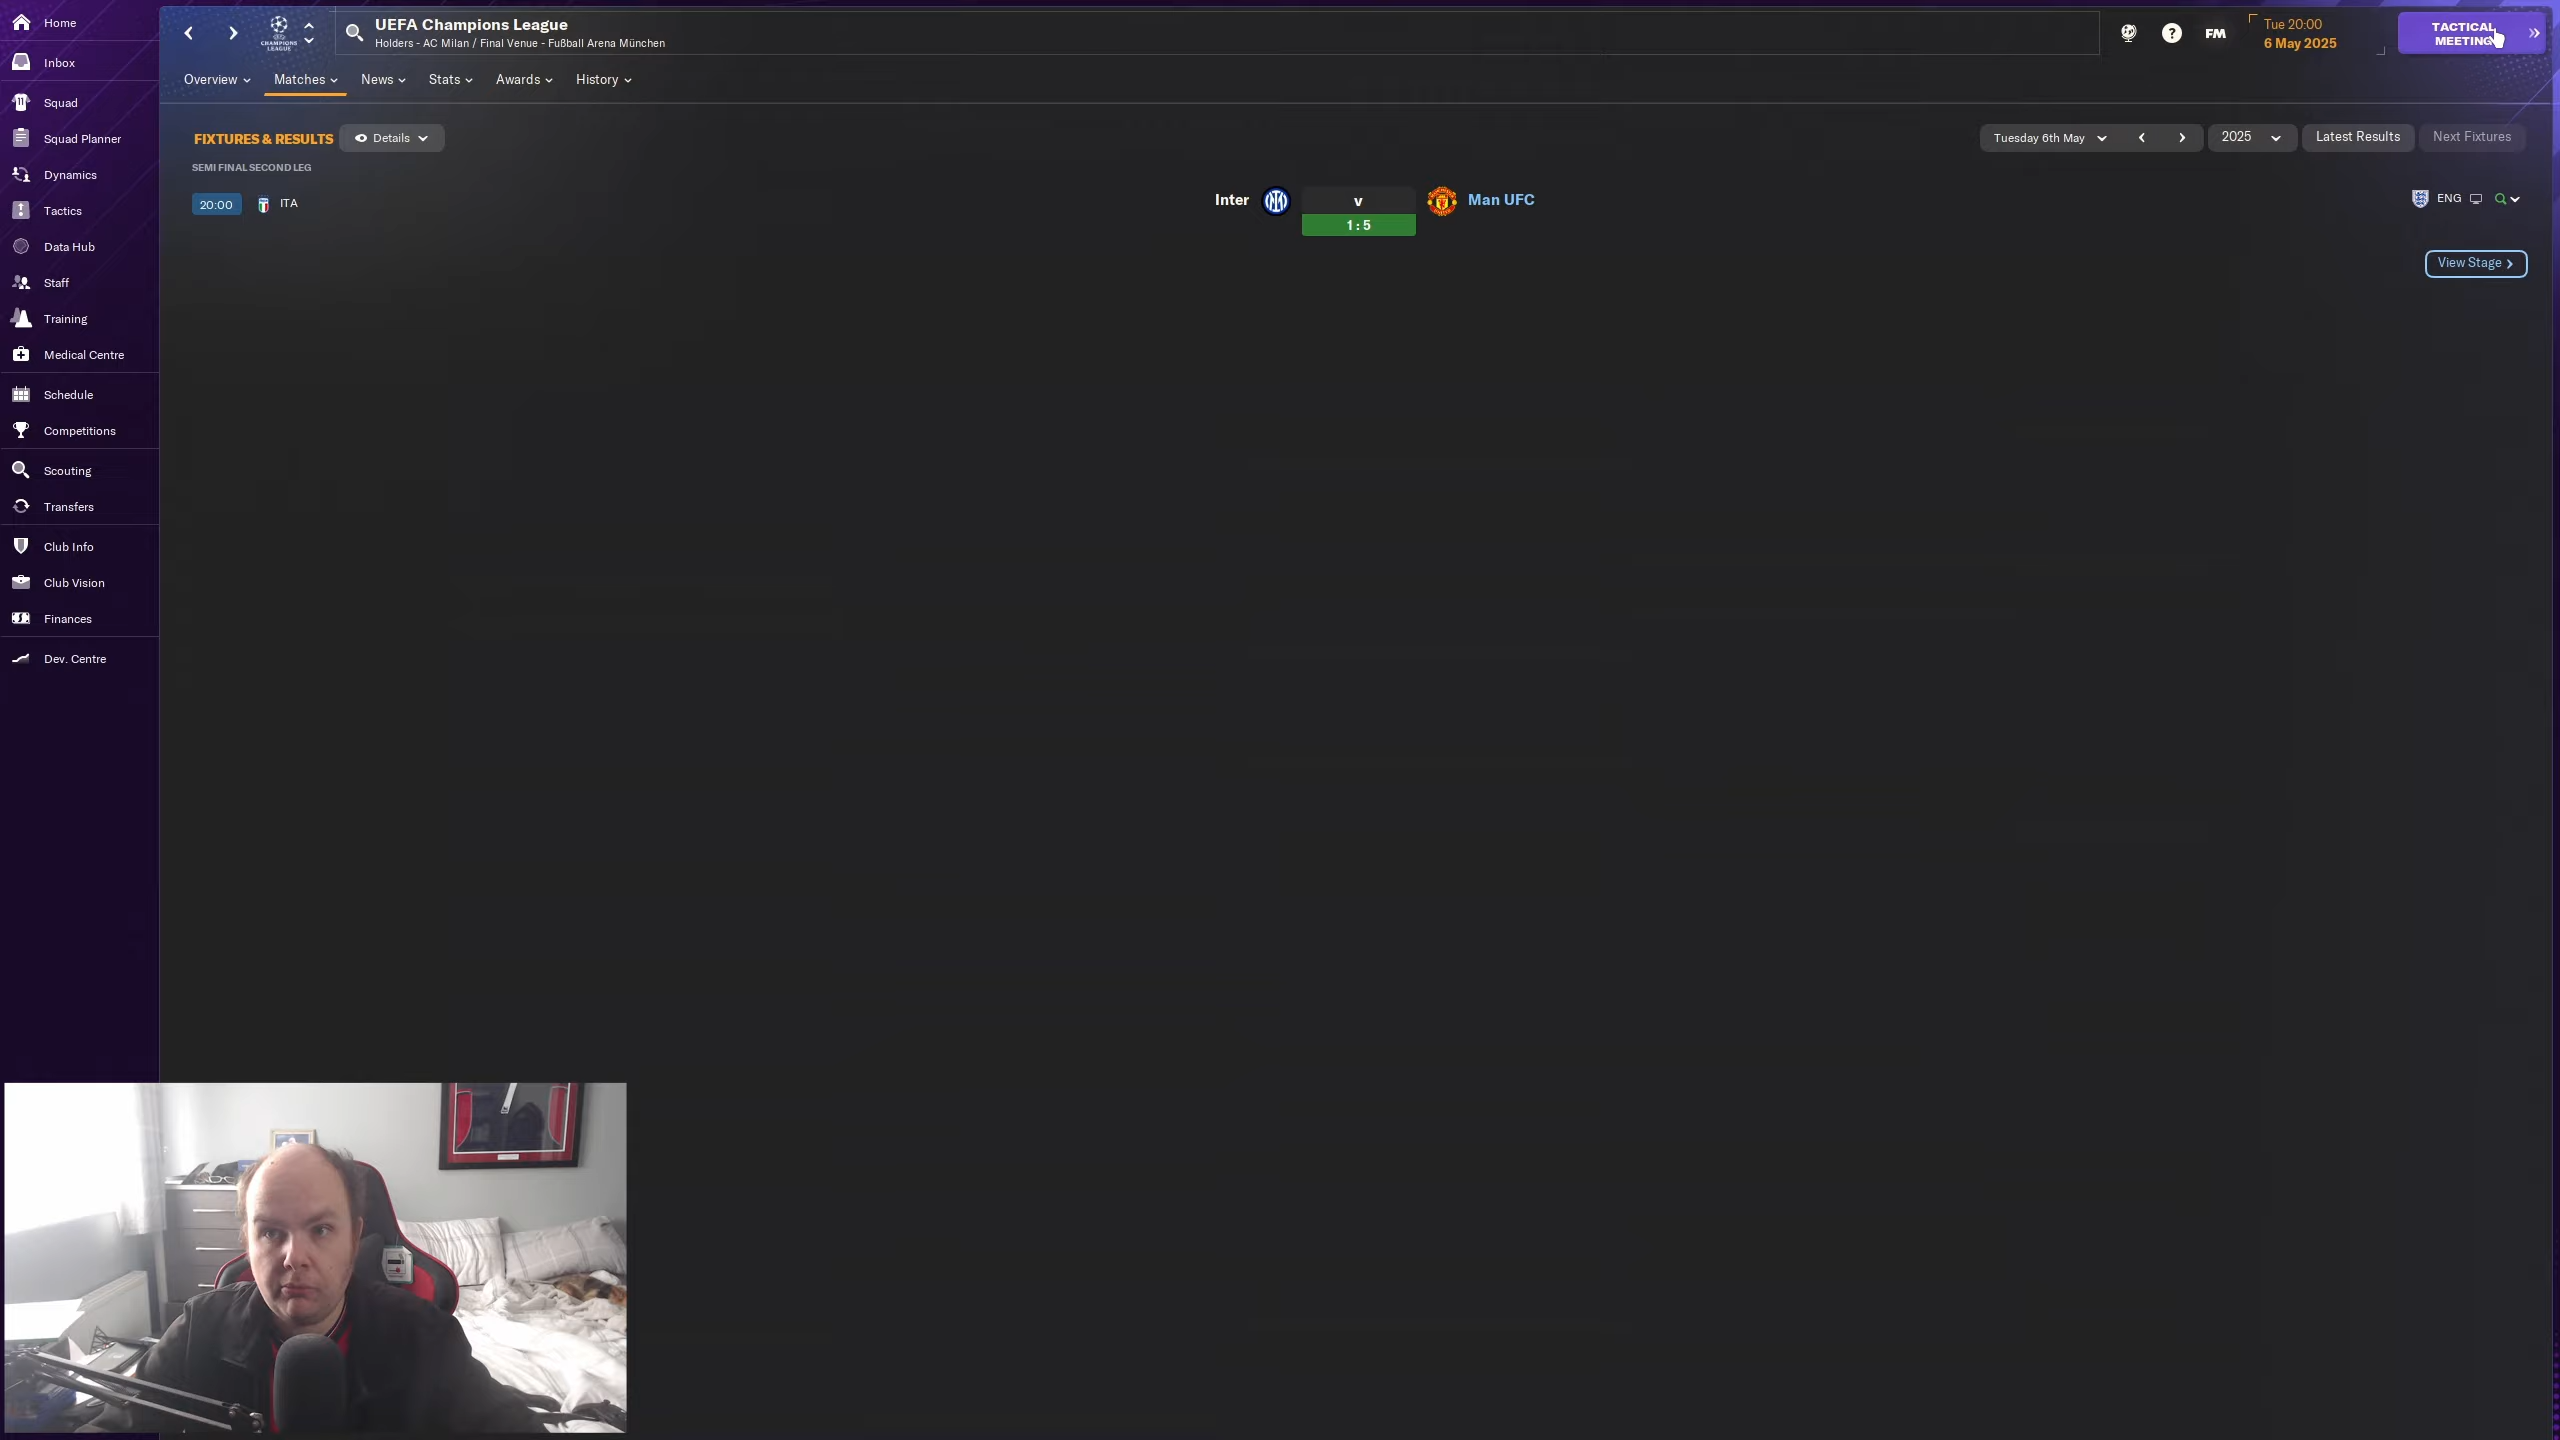 Home
Inbox
Squad
Squad Planner
Dynamics
Tactics
Data Hub
Staff
Training
Medical Centre
Schedule
Competitions
Scouting
Transfers
Club Info
Club Vision
Finances
Dev. Centre
CHAMPIONS LEAGUE
UEFA Champions League
Holders - AC Milan / Final Venue - Fußball Arena München
? FM
Tue 20:00
6 May 2025
TACTICAL MEETING
Overview Matches News Stats Awards History
FIXTURES & RESULTS Details
Tuesday 6th May 2025 Latest Results Next Fixtures
SEMI FINAL SECOND LEG
20:00 ITA Inter v Man UFC ENG
1 : 5
View Stage